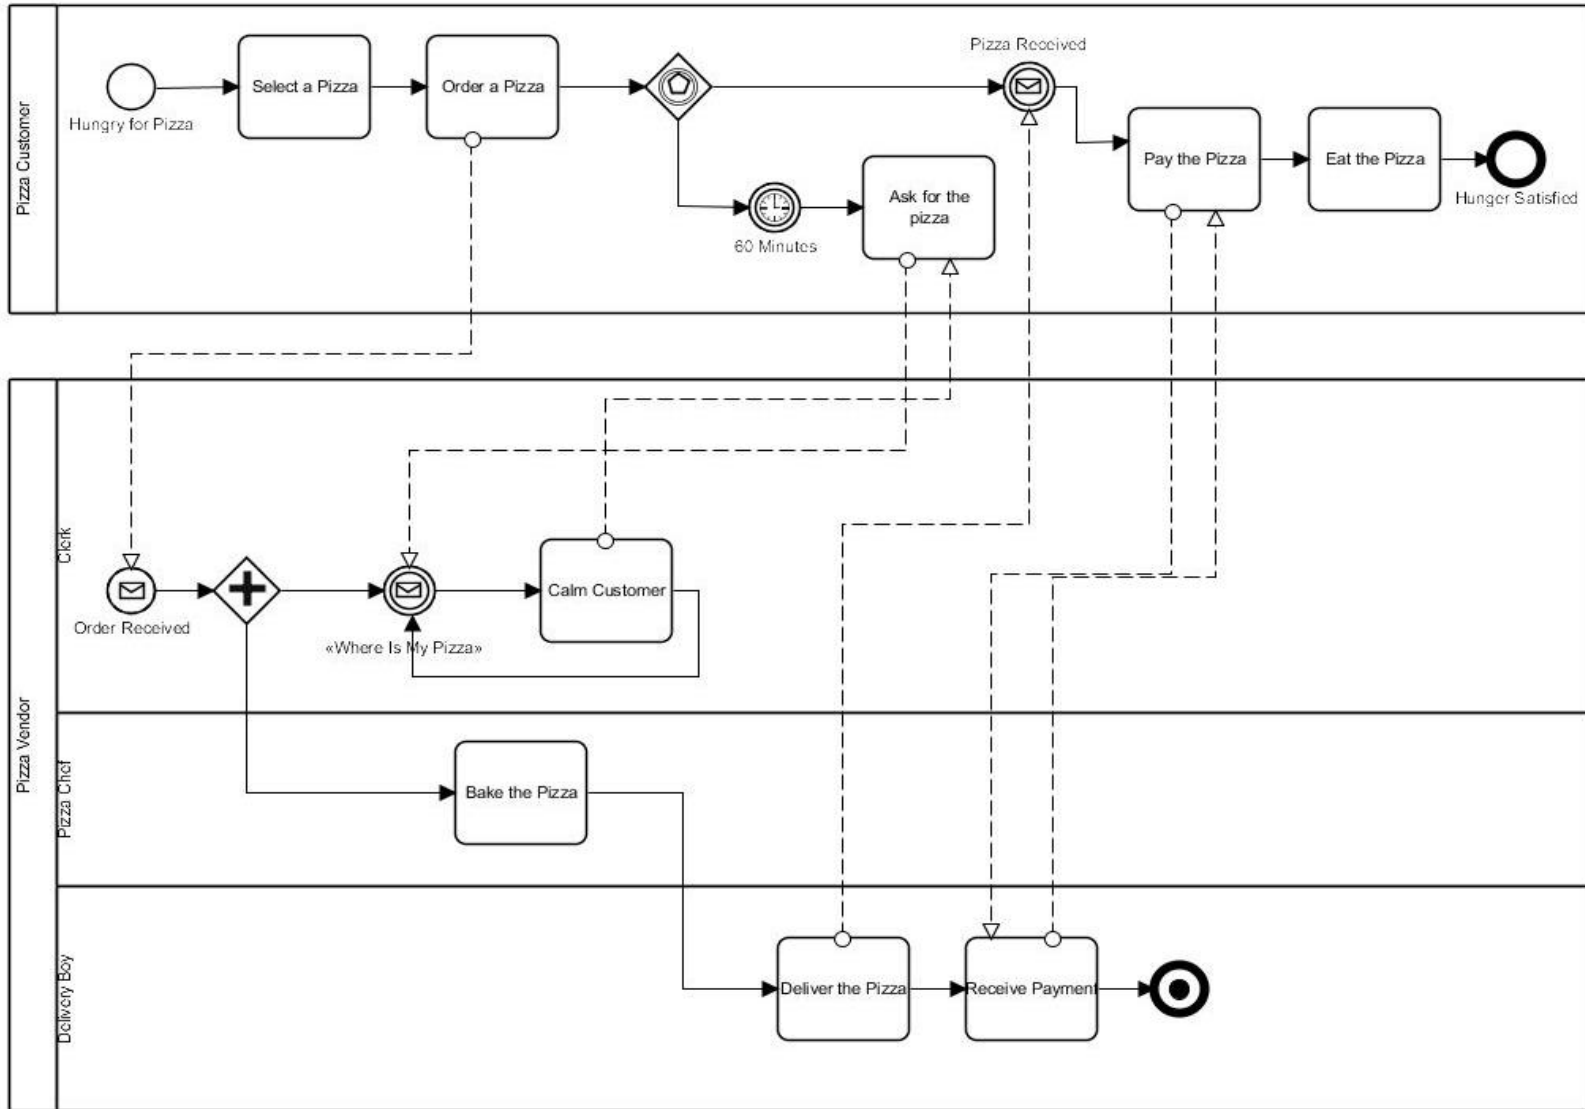 Pizza Customer
Pizza Received
Select a Pizza
Order a Pizza
Hungry for Pizza
Pay the Pizza
Eat the Pizza
Ask for the
pizza
Hunger Satisfied
60 Minutes
Pizza Vendor
Clerk
Calm Customer
Order Received
«Where Is My Pizza»
Pizza Chef
Bake the Pizza
Delivery Boy
Deliver the Pizza
Receive Payment